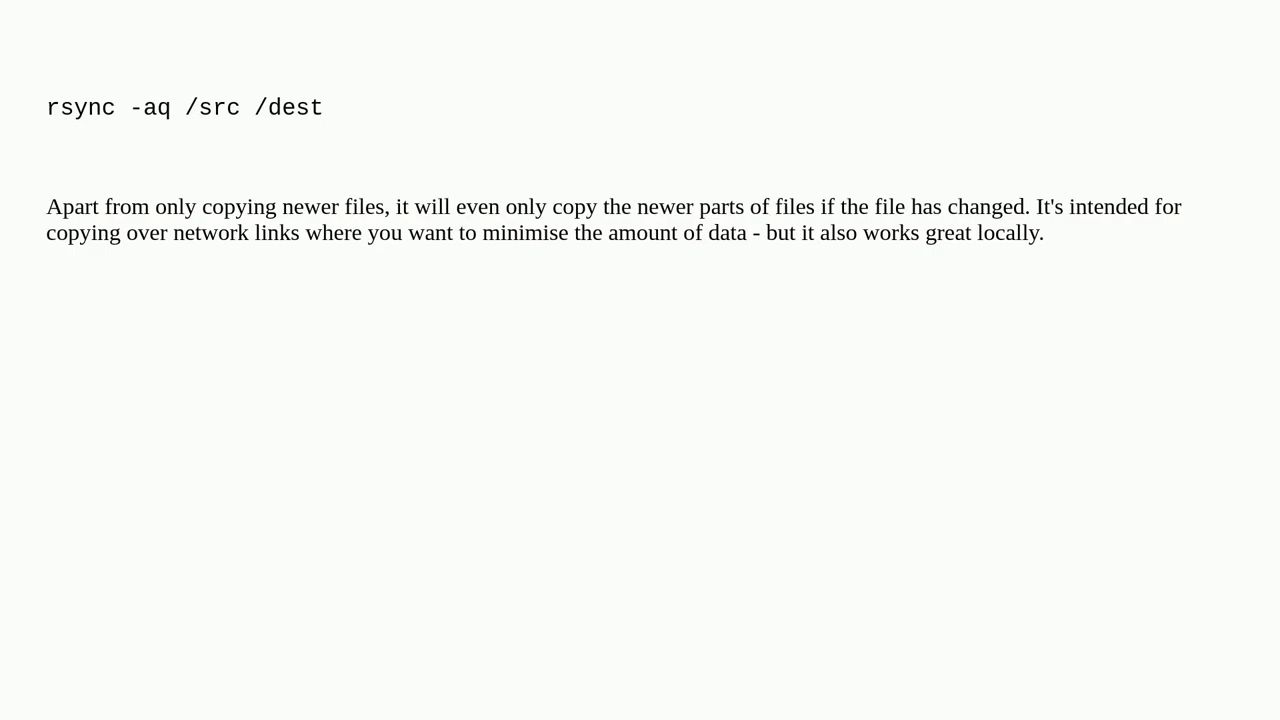 rsync -aq /src /dest
Apart from only copying newer files, it will even only copy the newer parts of files if the file has changed. It's intended for
copying over network links where you want to minimise the amount of data - but it also works great locally.